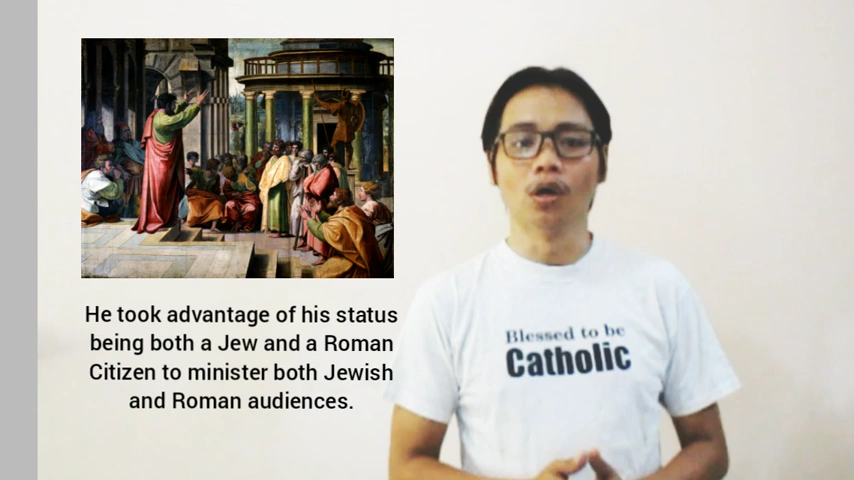 He took advantage of his status
being both a Jew and a Roman
Citizen to minister both Jewish
and Roman audiences.
Blessed to be
Catholic